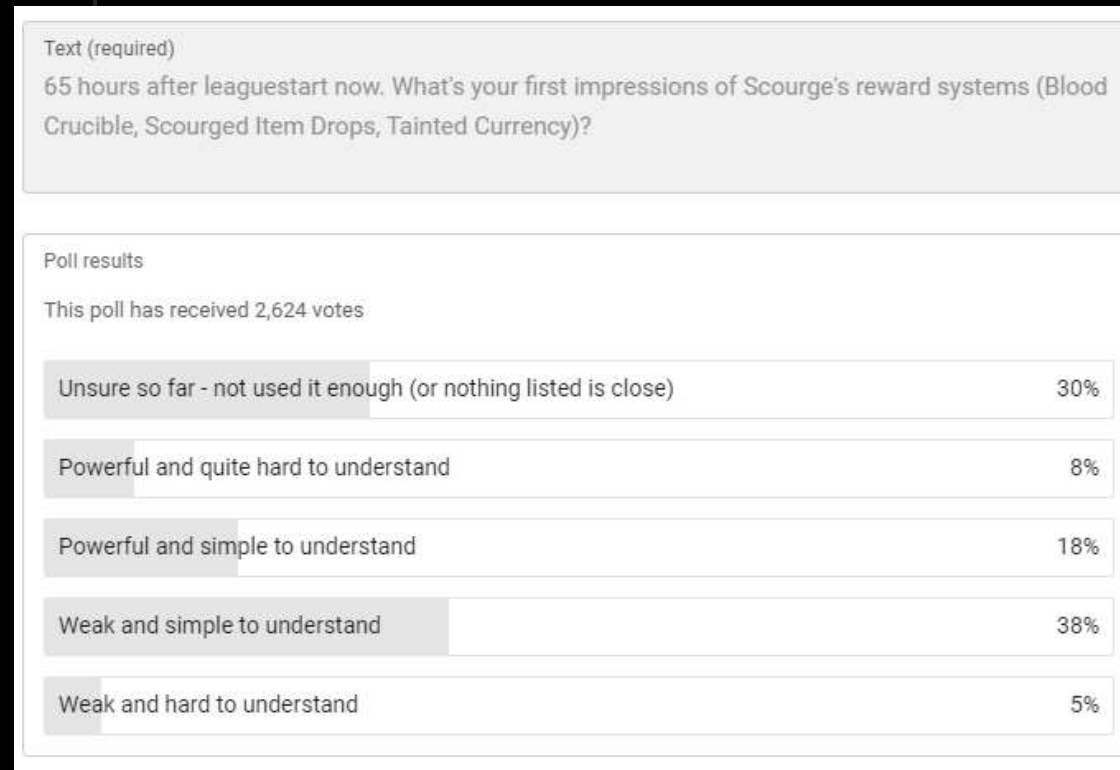 Text (required)
65 hours after leaguestart now. What's your first impressions of Scourge's reward systems (Blood
Crucible, Scourged Item Drops, Tainted Currency)?
Poll results
This poll has received 2,624 votes
Unsure so far - not used it enough (or nothing listed is close) 30%
Powerful and quite hard to understand 8%
Powerful and simple to understand 18%
Weak and simple to understand 38%
Weak and hard to understand 5%